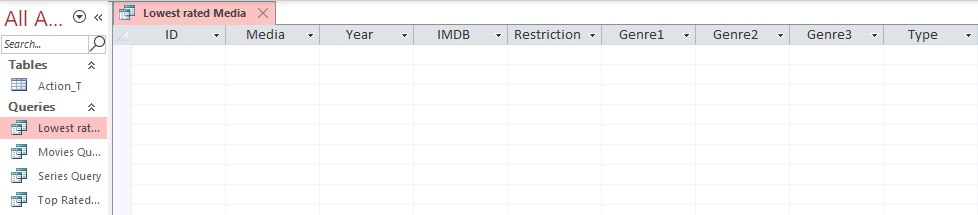 All A...
Search...
Tables
Action_T
Queries
Lowest rat...
Movies Qu...
Series Query
Top Rated...
Lowest rated Media
ID Media Year IMDB Restriction Genre1 Genre2 Genre3 Type